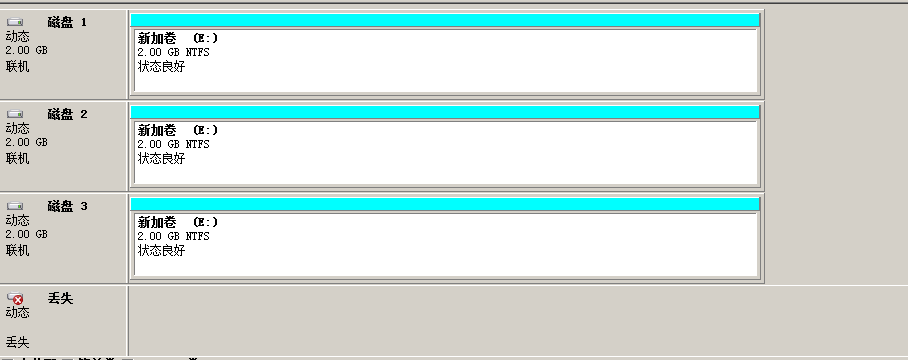 磁盘 1
动态
2.00 GB
联机
新加卷 (E:)
2.00 GB NTFS
状态良好
磁盘 2
动态
2.00 GB
联机
新加卷 (E:)
2.00 GB NTFS
状态良好
磁盘 3
动态
2.00 GB
联机
新加卷 (E:)
2.00 GB NTFS
状态良好
丢失
动态
丢失